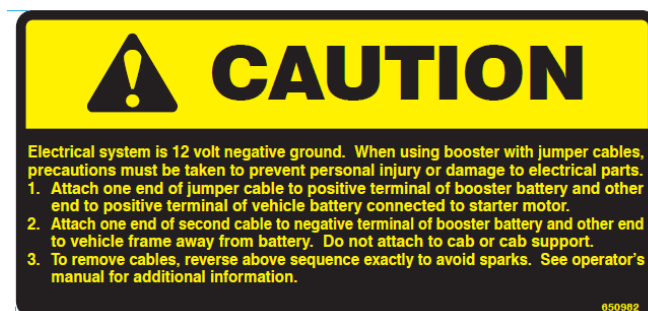 CAUTION
Electrical system is 12 volt negative ground.  When using booster with jumper cables,
precautions must be taken to prevent personal injury or damage to electrical parts.
1.  Attach one end of jumper cable to positive terminal of booster battery and other
end to positive terminal of vehicle battery connected to starter motor.
2.  Attach one end of second cable to negative terminal of booster battery and other end
to vehicle frame away from battery.  Do not attach to cab or cab support.
3.  To remove cables, reverse above sequence exactly to avoid sparks.  See operator's
manual for additional information.
650982